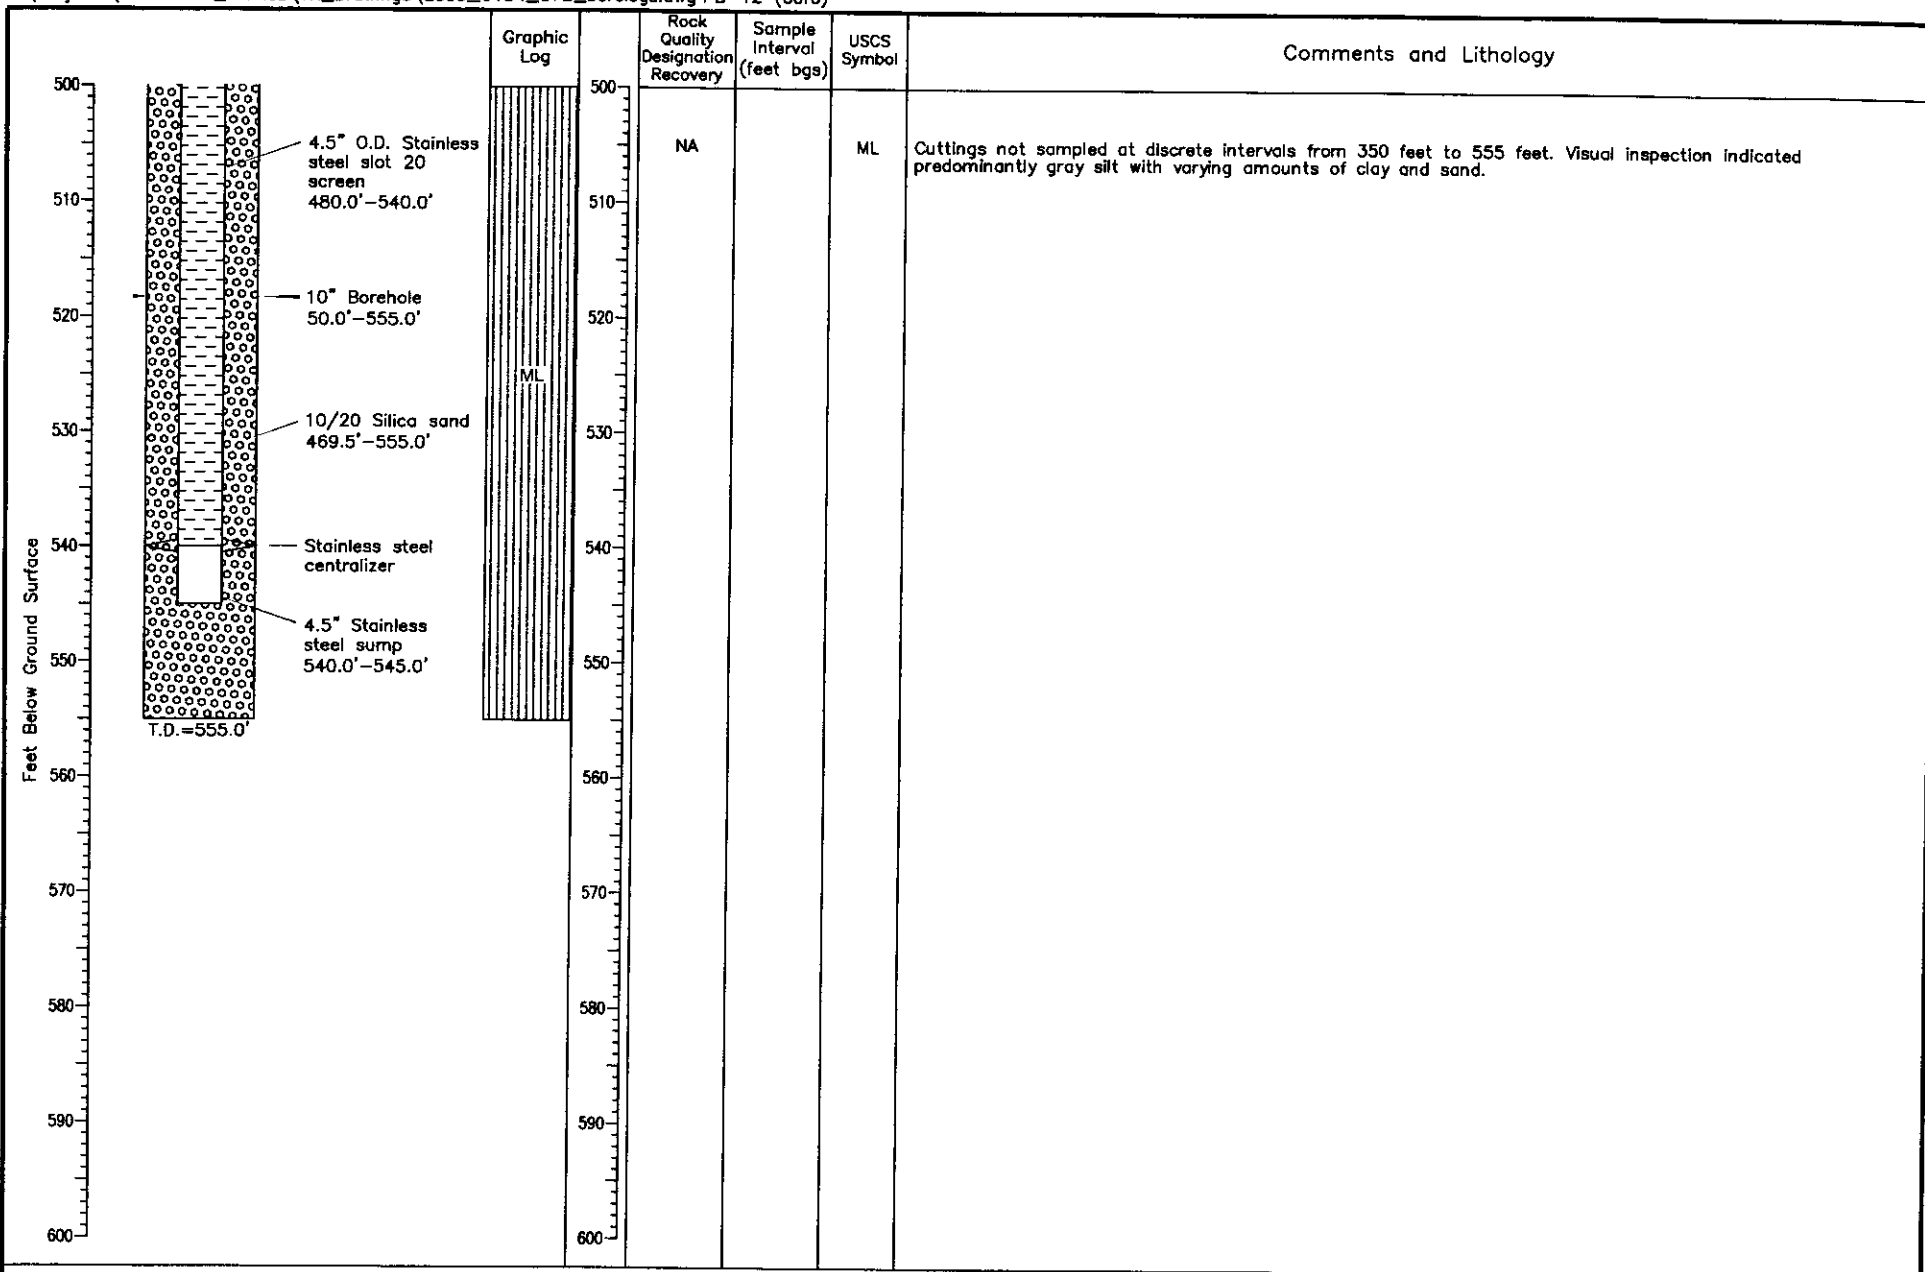 Graphic
Log
Rock
Quality
Designation
Recovery
Sample
Interval
(feet bgs)
USCS
Symbol
Comments and Lithology
Feet Below Ground Surface
500
510
520
530
540
550
560
570
580
590
600
4.5" O.D. Stainless
steel slot 20
screen
480.0'-540.0'
10" Borehole
50.0'-555.0'
10/20 Silica sand
469.5'-555.0'
Stainless steel
centralizer
4.5" Stainless
steel sump
540.0'-545.0'
T.D.=555.0'
ML
500
510
520
530
540
550
560
570
580
590
600
NA
ML
Cuttings not sampled at discrete intervals from 350 feet to 555 feet. Visual inspection indicated
predominantly gray silt with varying amounts of clay and sand.